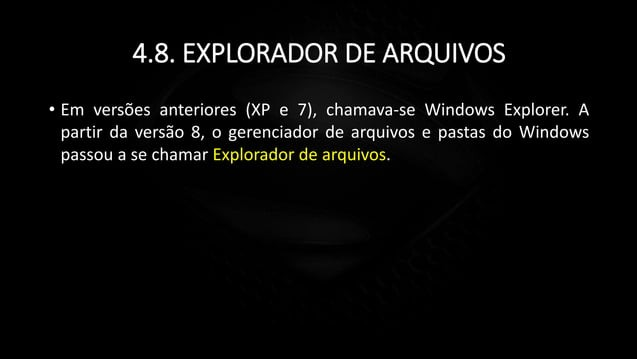 4.8. EXPLORADOR DE ARQUIVOS
• Em versões anteriores (XP e 7), chamava-se Windows Explorer. A
partir da versão 8, o gerenciador de arquivos e pastas do Windows
passou a se chamar Explorador de arquivos.